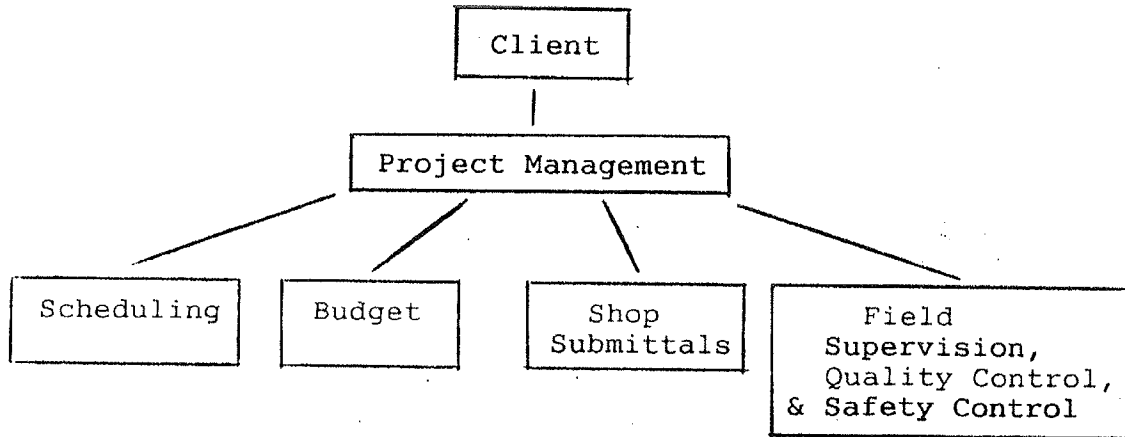 Client
Project Management
Scheduling
Budget
Shop
Submittals
Field
Supervision,
Quality Control,
& Safety Control